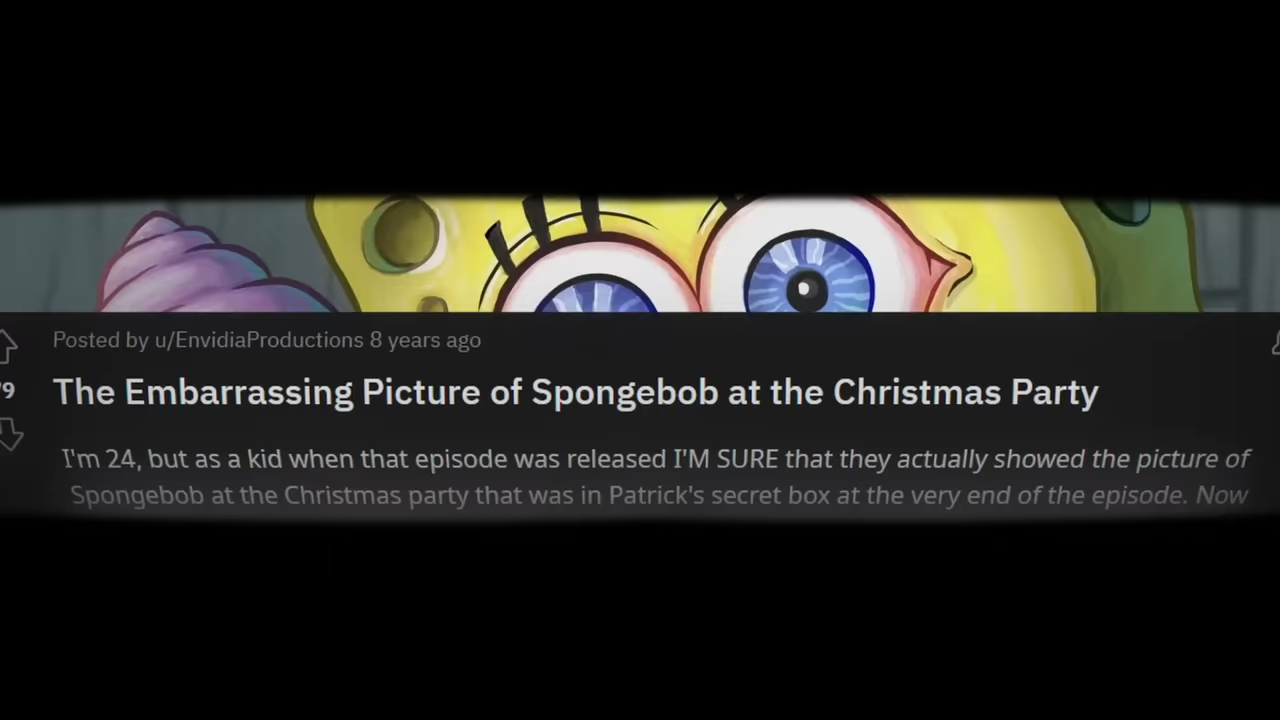 Posted by u/EnvidiaProductions 8 years ago
The Embarrassing Picture of Spongebob at the Christmas Party
I'm 24, but as a kid when that episode was released I'M SURE that they actually showed the picture of
Spongebob at the Christmas party that was in Patrick's secret box at the very end of the episode. Now